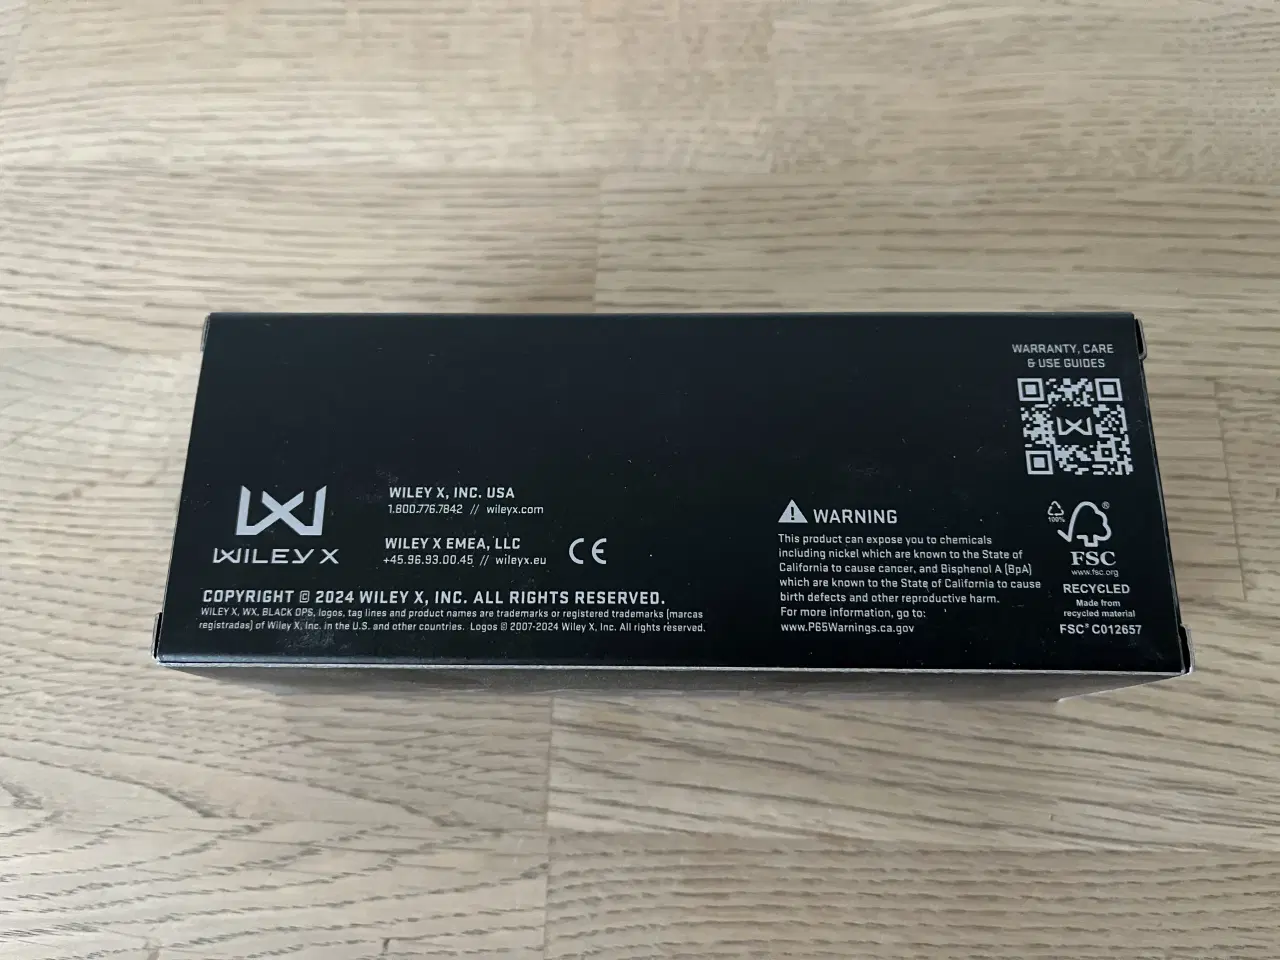 WARRANTY, CARE
& USE GUIDES
WILEY X
WILEY X, INC. USA
1.800.776.7842 // wileyx.com
WILEY X EMEA, LLC
+45.96.93.00.45 // wileyx.eu
CE
COPYRIGHT © 2024 WILEY X, INC. ALL RIGHTS RESERVED.
WILEY X, WX, BLACK OPS, logos, tag lines and product names are trademarks or registered trademarks (marcas
registradas) of Wiley X, Inc. in the U.S. and other countries. Logos © 2007-2024 Wiley X, Inc. All rights reserved.
WARNING
This product can expose you to chemicals
including nickel which are known to the State of
California to cause cancer, and Bisphenol A (BpA)
which are known to the State of California to cause
birth defects and other reproductive harm.
For more information, go to:
www.P65Warnings.ca.gov
100%
®
FSC
www.fsc.org
RECYCLED
Made from
recycled material
FSC® C012657